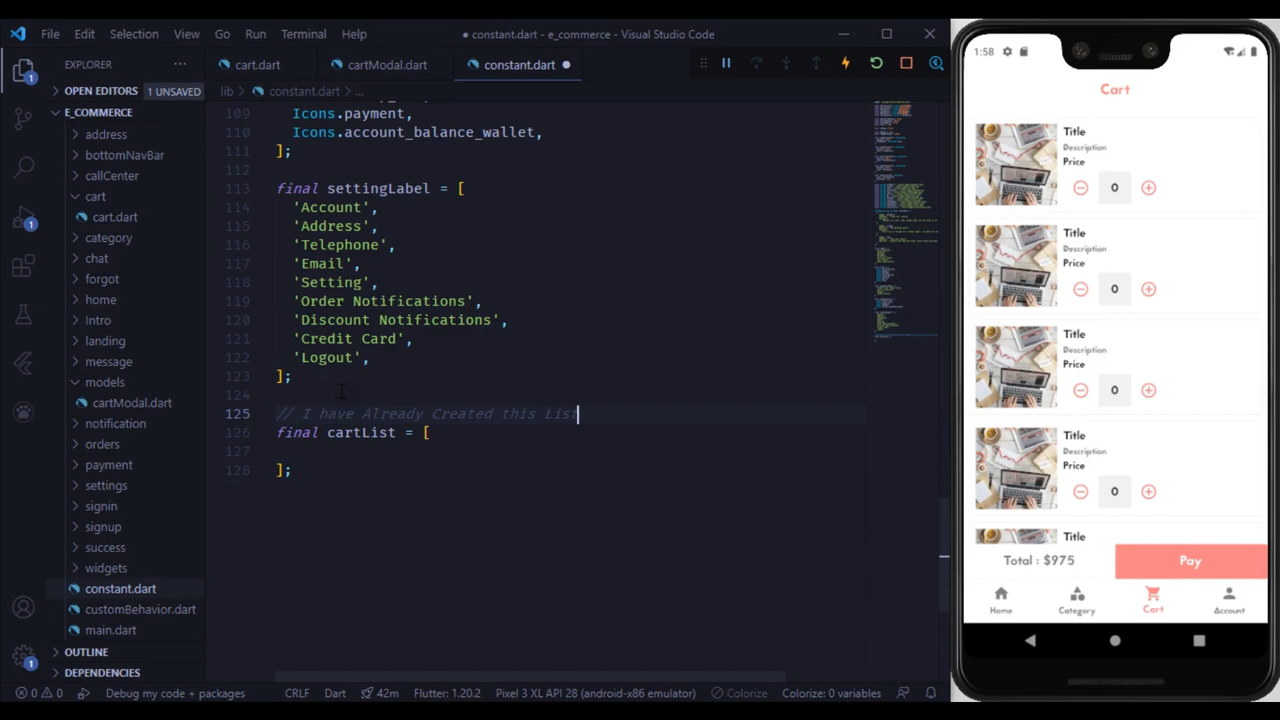 File Edit Selection View Go Run Terminal Help
● constant.dart - e_commerce - Visual Studio Code
EXPLORER
cart.dart cartModal.dart constant.dart
OPEN EDITORS 1 UNSAVED
E_COMMERCE
address
bottomNavBar
callCenter
cart
cart.dart
category
chat
forgot
home
Intro
landing
message
models
cartModal.dart
notification
orders
payment
settings
signin
signup
success
widgets
constant.dart
customBehavior.dart
main.dart
OUTLINE
DEPENDENCIES
1
1
1
lib > constant.dart > ...
109 Icons.payment,
110 Icons.account_balance_wallet,
111 ];
112
113 final settingLabel = [
114 'Account',
115 'Address',
116 'Telephone',
117 'Email',
118 'Setting',
119 'Order Notifications',
120 'Discount Notifications',
121 'Credit Card',
122 'Logout',
123 ];
124
125 // I have Already Created this List
126 final cartList = [
127
128 ];
0 0 Debug my code + packages CRLF Dart 42m Flutter: 1.20.2 Pixel 3 XL API 28 (android-x86 emulator) Colorize Colorize: 0 variables
1:58
Cart
Title
Description
Price
0
Title
Description
Price
0
Title
Description
Price
0
Title
Description
Price
0
Title
Total : $975 Pay
Home Category Cart Account